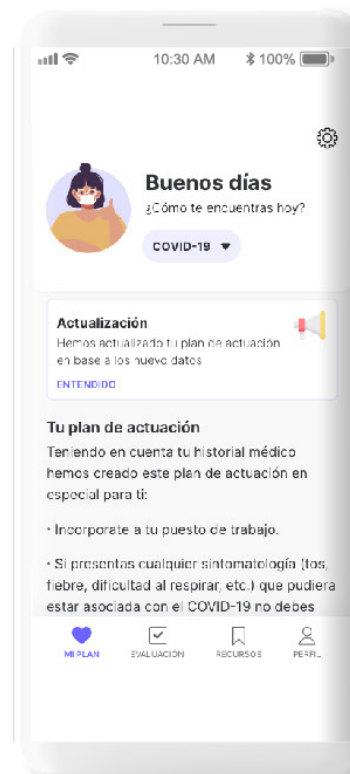 10:30 AM
100%
Buenos días
¿Cómo te encuentras hoy?
COVID-19
Actualización
Hemos actualizado tu plan de actuación
en base a los nuevo datos
ENTENDIDO
Tu plan de actuación
Teniendo en cuenta tu historial médico
hemos creado este plan de actuación en
especial para ti:
· Incorporate a tu puesto de trabajo.
· Si presentas cualquier sintomatología (tos,
fiebre, dificultad al respirar, etc.) que pudiera
estar asociada con el COVID-19 no debes
MI PLAN
EVALUACIÓN
RECURSOS
PERFIL